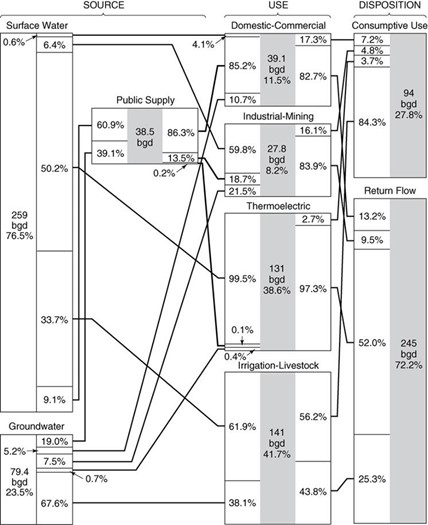 SOURCE
USE
DISPOSITION
Surface Water
Domestic-Commercial
Consumptive Use
0.6%
6.4%
4.1%
17.3%
7.2%
4.8%
3.7%
85.2%
39.1
bgd
11.5%
82.7%
10.7%
94
bgd
27.8%
84.3%
Public Supply
60.9%
38.5
bgd
86.3%
39.1%
13.5%
0.2%
Industrial-Mining
59.8%
27.8
bgd
8.2%
16.1%
83.9%
18.7%
21.5%
50.2%
259
bgd
76.5%
33.7%
9.1%
Thermoelectric
2.7%
99.5%
131
bgd
38.6%
97.3%
0.1%
0.4%
Return Flow
13.2%
9.5%
52.0%
245
bgd
72.2%
25.3%
Irrigation-Livestock
61.9%
141
bgd
41.7%
56.2%
38.1%
43.8%
Groundwater
19.0%
5.2%
7.5%
79.4
bgd
23.5%
0.7%
67.6%